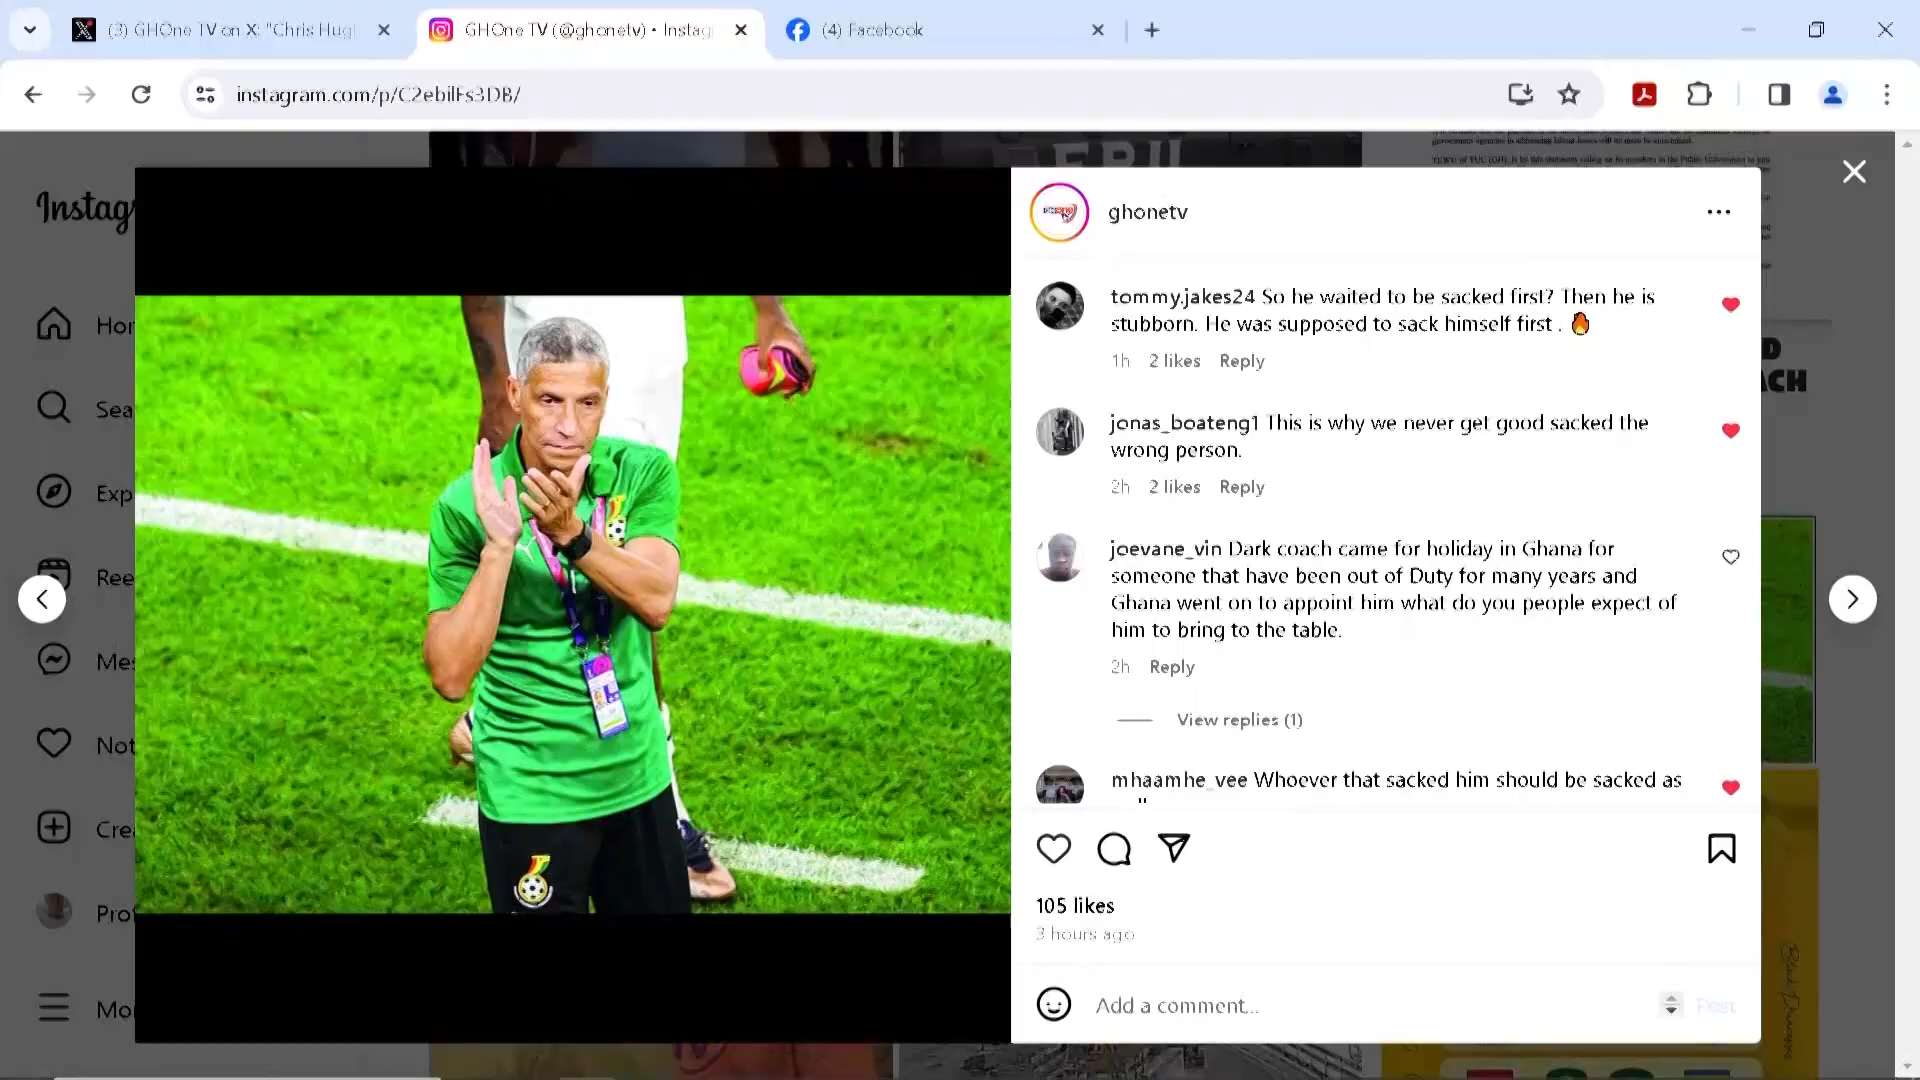 (3) GHOne TV on X: "Chris Hug
GHOne TV (@ghonetv) • Instag
(4) Facebook
instagram.com/p/C2ebilFs3DB/
Instag
Hor
Sea
Exp
Ree
Mes
Not
Crea
Prof
Mor
ghonetv
tommy.jakes24 So he waited to be sacked first? Then he is
stubborn. He was supposed to sack himself first . 🔥
1h 2 likes Reply
jonas_boateng1 This is why we never get good sacked the
wrong person.
2h 2 likes Reply
joevane_vin Dark coach came for holiday in Ghana for
someone that have been out of Duty for many years and
Ghana went on to appoint him what do you people expect of
him to bring to the table.
2h Reply
View replies (1)
mhaamhe_vee Whoever that sacked him should be sacked as
105 likes
3 hours ago
Add a comment...
Post
D
ACH